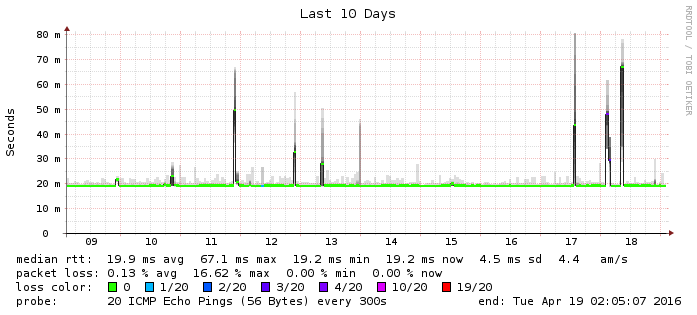 Last 10 Days
RRDTOOL / TOBI OETIKER
Seconds
80 m
70 m
60 m
50 m
40 m
30 m
20 m
10 m
0
09 10 11 12 13 14 15 16 17 18
median rtt: 19.9 ms avg 67.1 ms max 19.2 ms min 19.2 ms now 4.5 ms sd 4.4 am/s
packet loss: 0.13 % avg 16.62 % max 0.00 % min 0.00 % now
loss color: 0 1/20 2/20 3/20 4/20 10/20 19/20
probe: 20 ICMP Echo Pings (56 Bytes) every 300s end: Tue Apr 19 02:05:07 2016